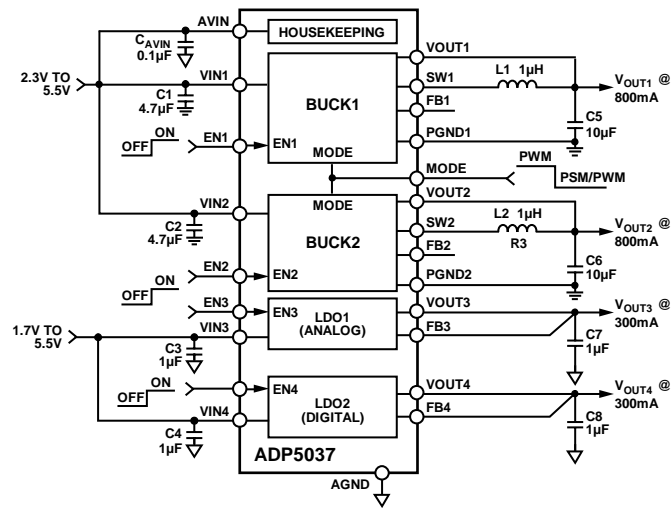 AVIN
HOUSEKEEPING
CAVIN
0.1µF
VOUT1
L1 1µH
VOUT1 @
800mA
2.3V TO
5.5V
VIN1
SW1
C1
4.7µF
BUCK1
FB1
C5
10µF
ON
OFF
EN1
EN1
PGND1
MODE
MODE
PWM
PSM/PWM
VOUT2
VIN2
MODE
L2 1µH
VOUT2 @
800mA
SW2
R3
C2
4.7µF
BUCK2
FB2
C6
10µF
EN2
EN2
PGND2
ON
OFF
EN3
EN3
LDO1
(ANALOG)
VOUT3
VOUT3 @
300mA
1.7V TO
5.5V
VIN3
FB3
C3
1µF
C7
1µF
ON
OFF
EN4
LDO2
(DIGITAL)
VOUT4
VOUT4 @
300mA
VIN4
FB4
C4
1µF
C8
1µF
ADP5037
AGND